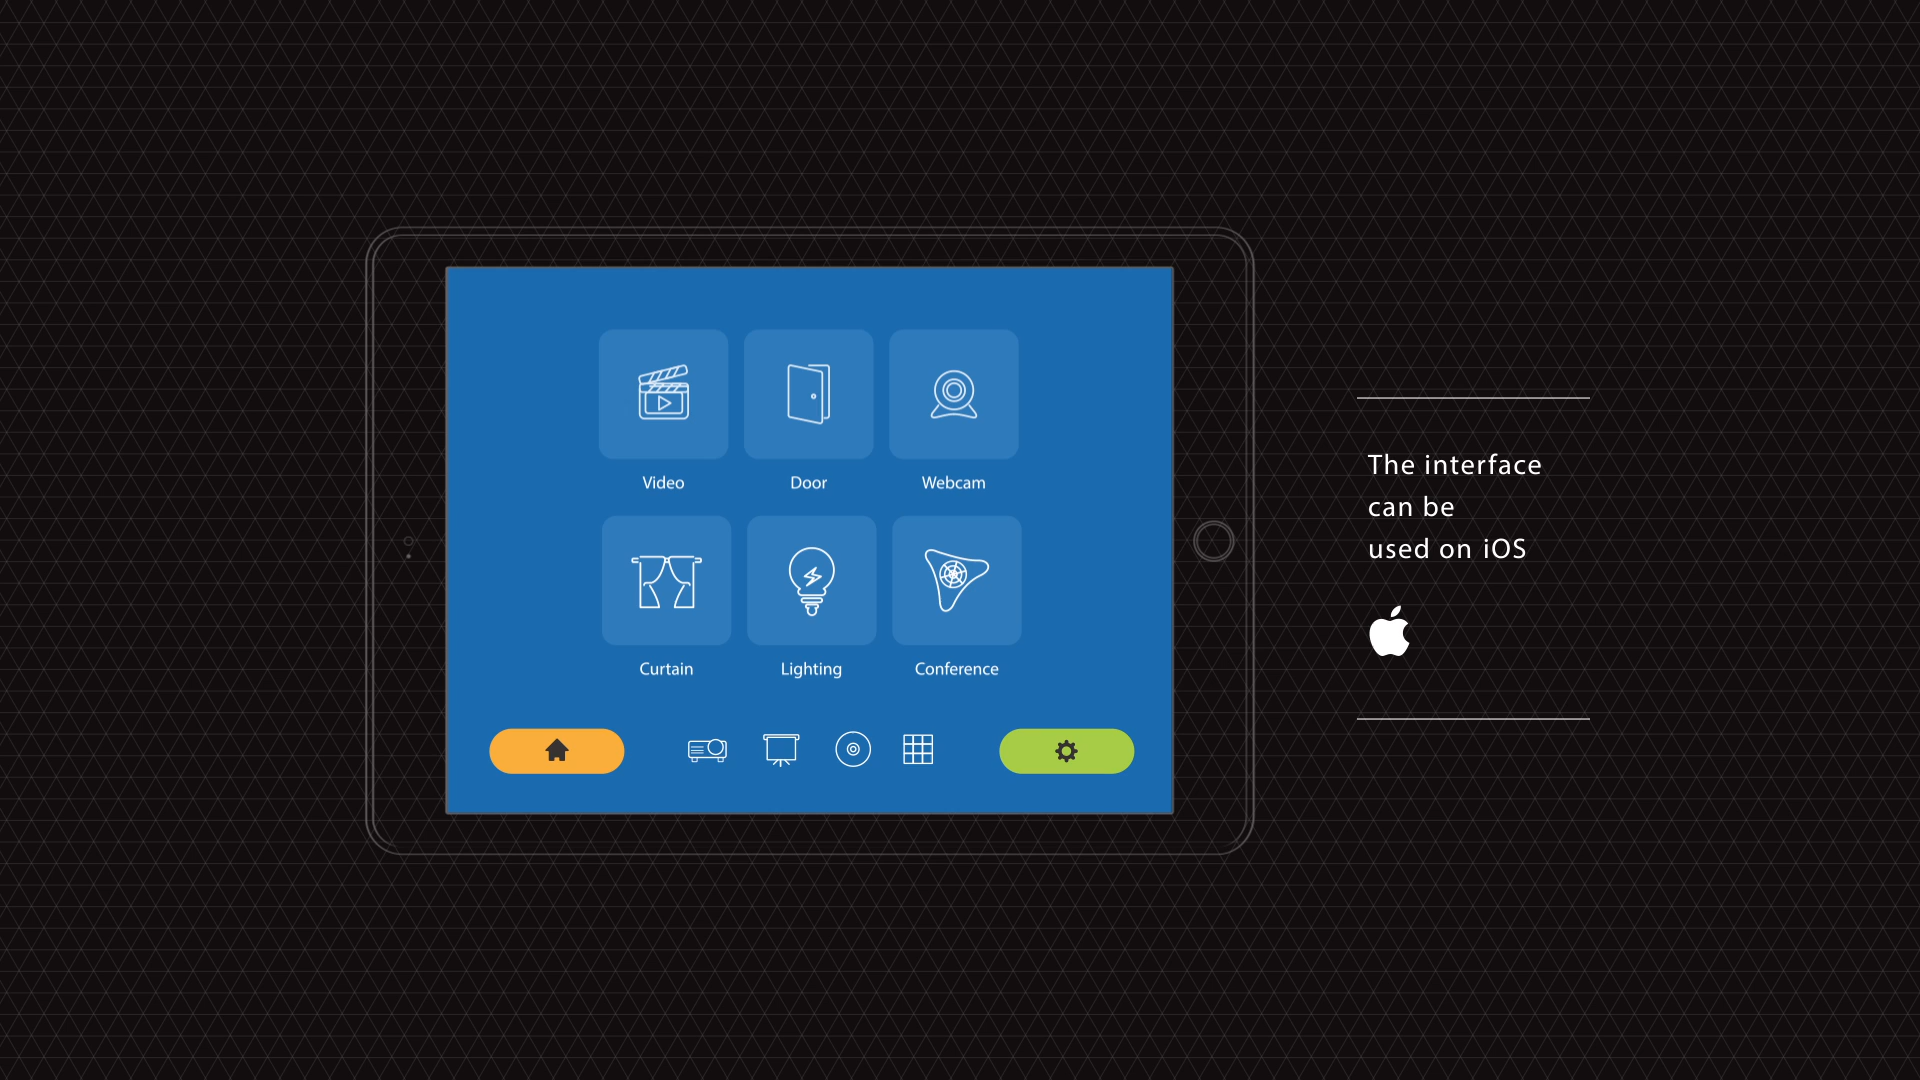 Video
Door
Webcam
Curtain
Lighting
Conference
The interface
can be
used on iOS